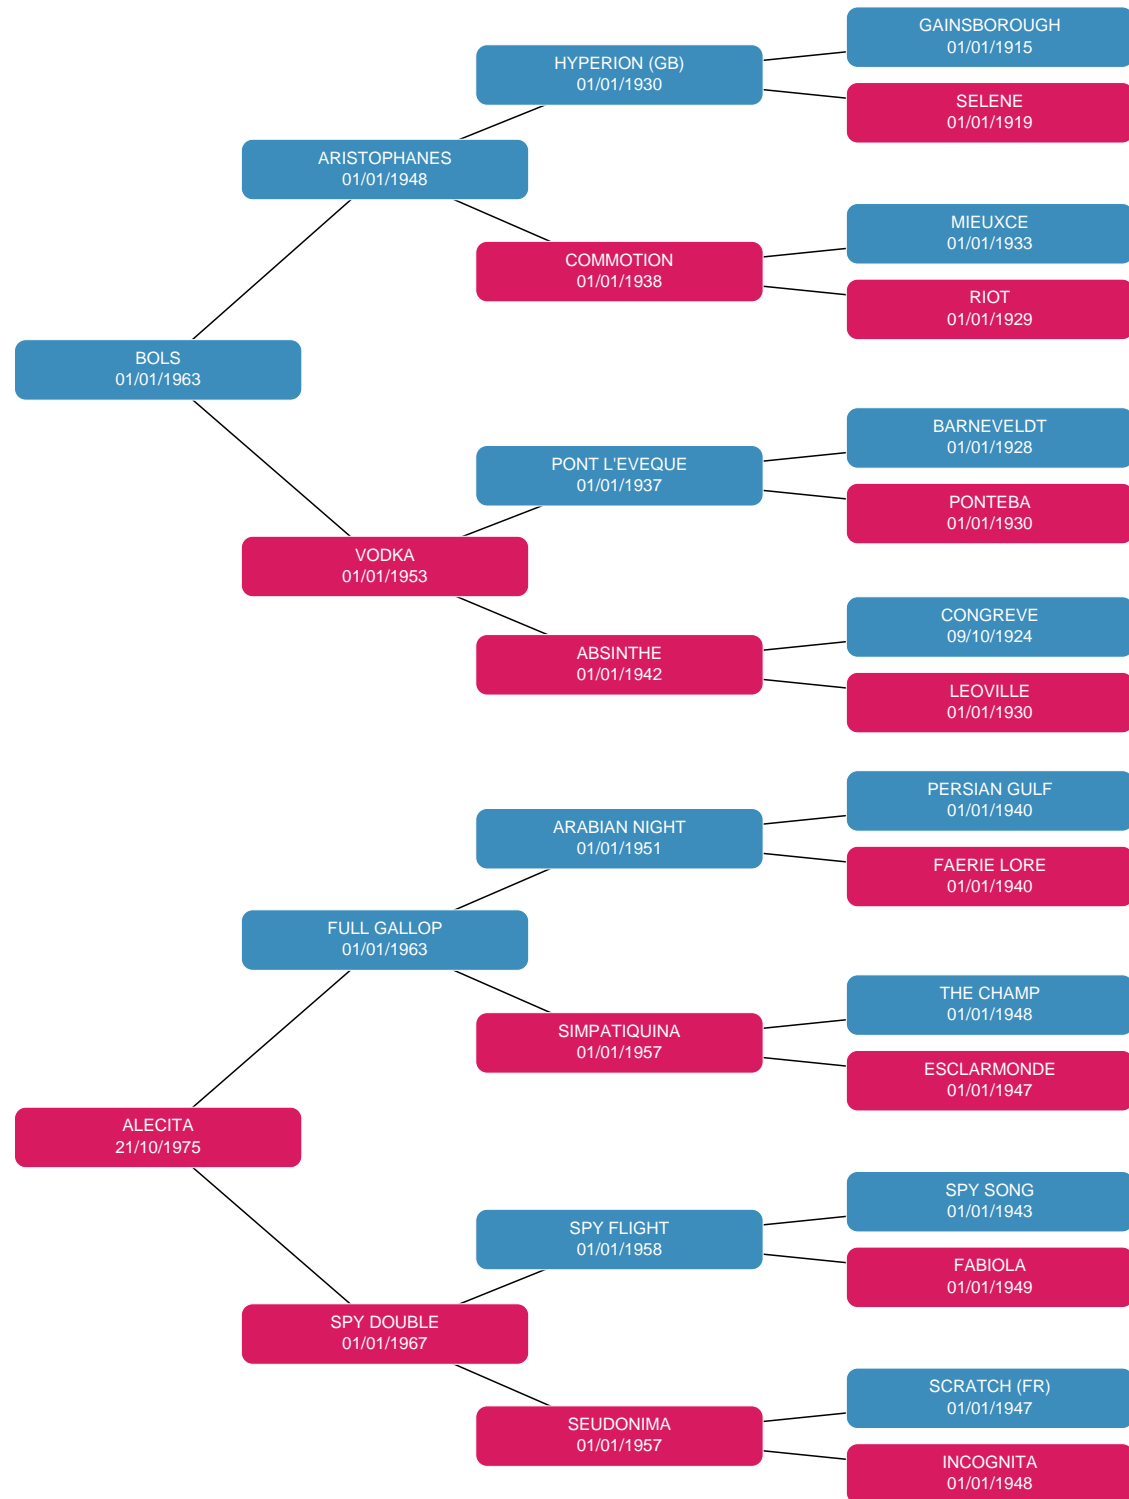 GAINSBOROUGH
01/01/1915
HYPERION (GB)
01/01/1930
SELENE
01/01/1919
ARISTOPHANES
01/01/1948
MIEUXCE
01/01/1933
COMMOTION
01/01/1938
RIOT
01/01/1929
BOLS
01/01/1963
BARNEVELDT
01/01/1928
PONT L'EVEQUE
01/01/1937
PONTEBA
01/01/1930
VODKA
01/01/1953
CONGREVE
09/10/1924
ABSINTHE
01/01/1942
LEOVILLE
01/01/1930
PERSIAN GULF
01/01/1940
ARABIAN NIGHT
01/01/1951
FAERIE LORE
01/01/1940
FULL GALLOP
01/01/1963
THE CHAMP
01/01/1948
SIMPATIQUINA
01/01/1957
ESCLARMONDE
01/01/1947
ALECITA
21/10/1975
SPY SONG
01/01/1943
SPY FLIGHT
01/01/1958
FABIOLA
01/01/1949
SPY DOUBLE
01/01/1967
SCRATCH (FR)
01/01/1947
SEUDONIMA
01/01/1957
INCOGNITA
01/01/1948